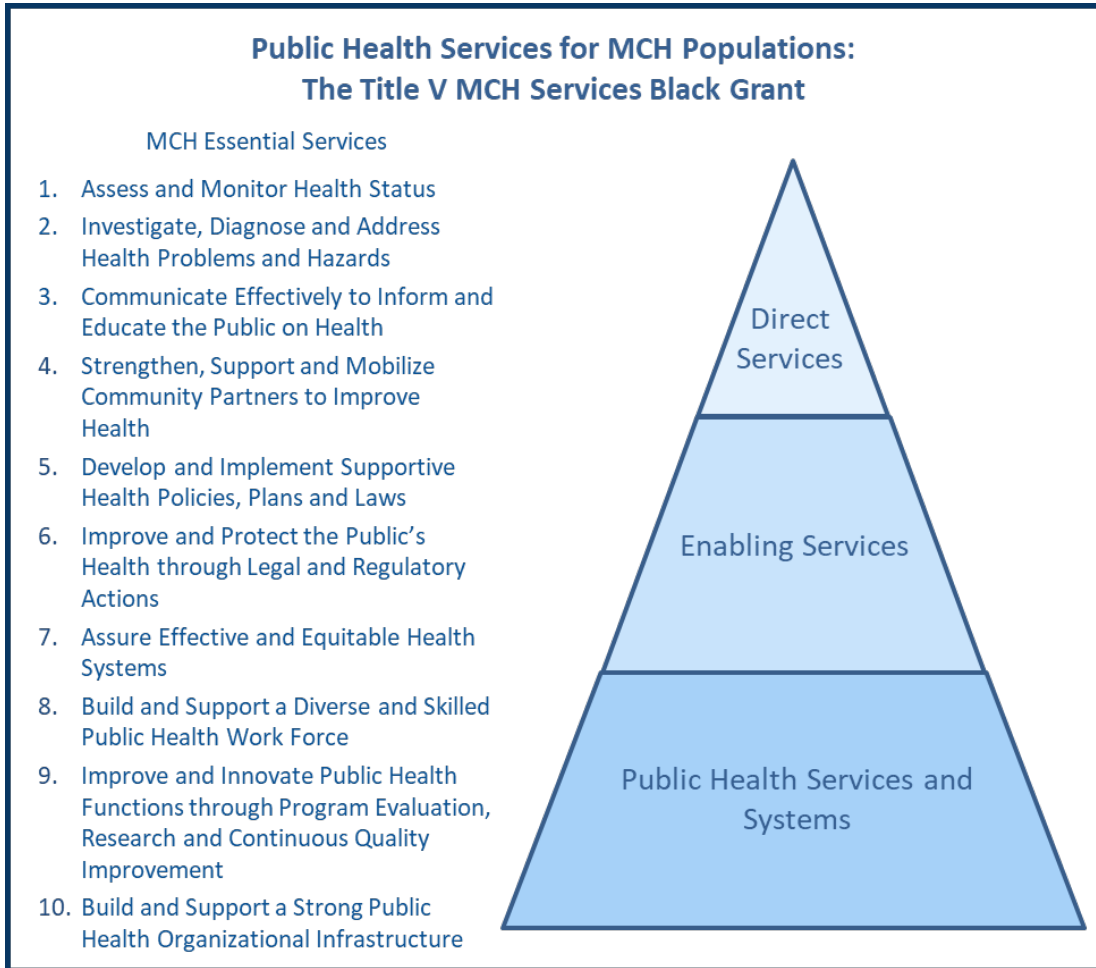 Public Health Services for MCH Populations:
The Title V MCH Services Black Grant
MCH Essential Services
1. Assess and Monitor Health Status
2. Investigate, Diagnose and Address
Health Problems and Hazards
3. Communicate Effectively to Inform and
Educate the Public on Health
4. Strengthen, Support and Mobilize
Community Partners to Improve
Health
5. Develop and Implement Supportive
Health Policies, Plans and Laws
6. Improve and Protect the Public’s
Health through Legal and Regulatory
Actions
7. Assure Effective and Equitable Health
Systems
8. Build and Support a Diverse and Skilled
Public Health Work Force
9. Improve and Innovate Public Health
Functions through Program Evaluation,
Research and Continuous Quality
Improvement
10. Build and Support a Strong Public
Health Organizational Infrastructure
Direct
Services
Enabling Services
Public Health Services and
Systems